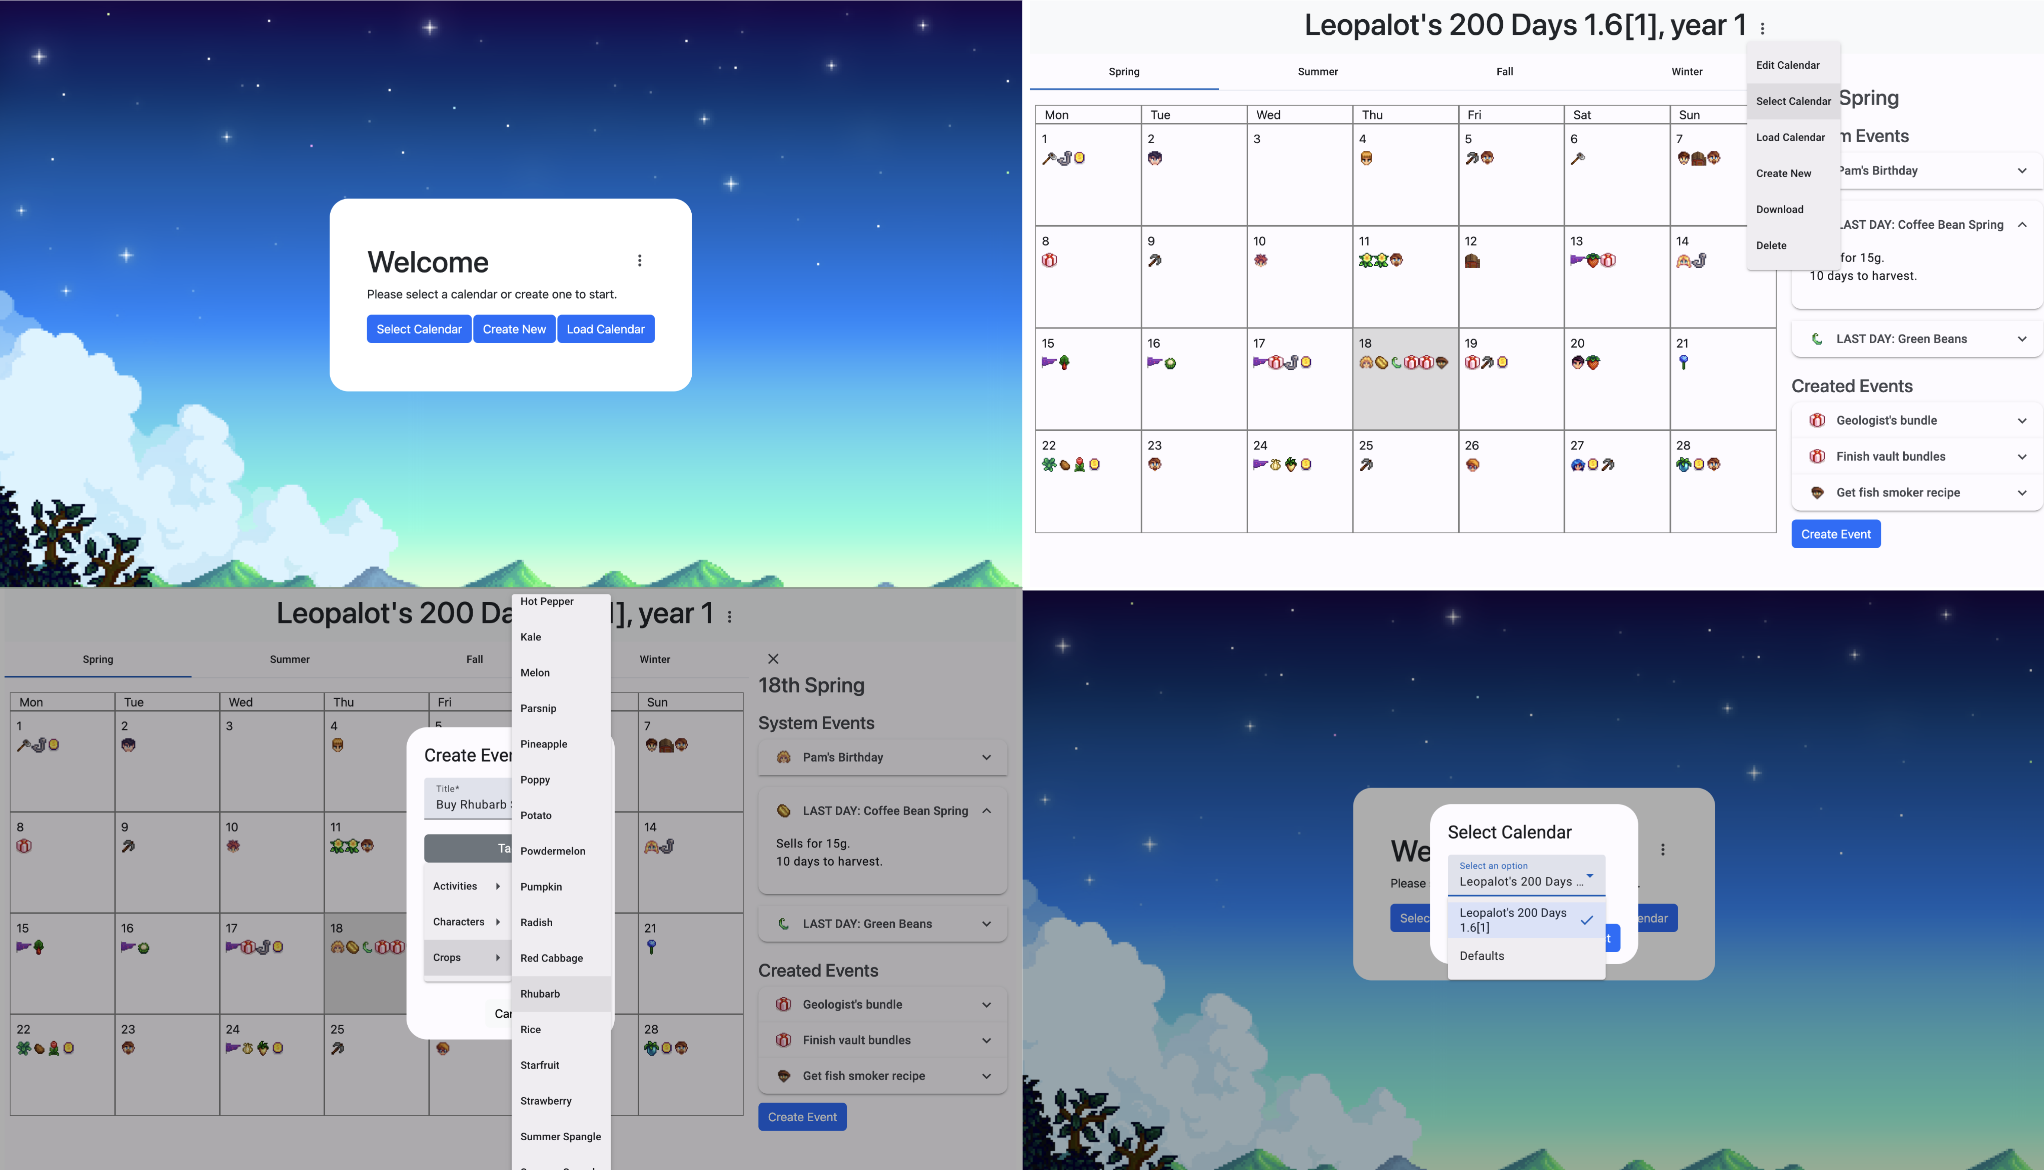 Welcome
Please select a calendar or create one to start.
Select Calendar Create New Load Calendar
Leopalot's 200 Days 1.6[1], year 1
Spring Summer Fall Winter
Edit Calendar
Select Calendar
Load Calendar
Create New
Download
Delete
Mon Tue Wed Thu Fri Sat Sun
1 2 3 4 5 6 7
8 9 10 11 12 13 14
15 16 17 18 19 20 21
22 23 24 25 26 27 28
Spring
m Events
Pam's Birthday
LAST DAY: Coffee Bean Spring
for 15g.
10 days to harvest.
LAST DAY: Green Beans
Created Events
Geologist's bundle
Finish vault bundles
Get fish smoker recipe
Create Event
Leopalot's 200 Da ], year 1
Spring Summer Fall Winter
Mon Tue Wed Thu Fri Sun
1 2 3 4 5 7
8 9 10 11 14
15 16 17 18 21
22 23 24 25 28
Create Eve
Title*
Buy Rhubarb
Ta
Activities
Characters
Crops
Can
Hot Pepper
Kale
Melon
Parsnip
Pineapple
Poppy
Potato
Powdermelon
Pumpkin
Radish
Red Cabbage
Rhubarb
Rice
Starfruit
Strawberry
Summer Spangle
18th Spring
System Events
Pam's Birthday
LAST DAY: Coffee Bean Spring
Sells for 15g.
10 days to harvest.
LAST DAY: Green Beans
Created Events
Geologist's bundle
Finish vault bundles
Get fish smoker recipe
Create Event
We
Please
Selec
endar
Select Calendar
Select an option
Leopalot's 200 Days ...
Leopalot's 200 Days
1.6[1]
Defaults
t